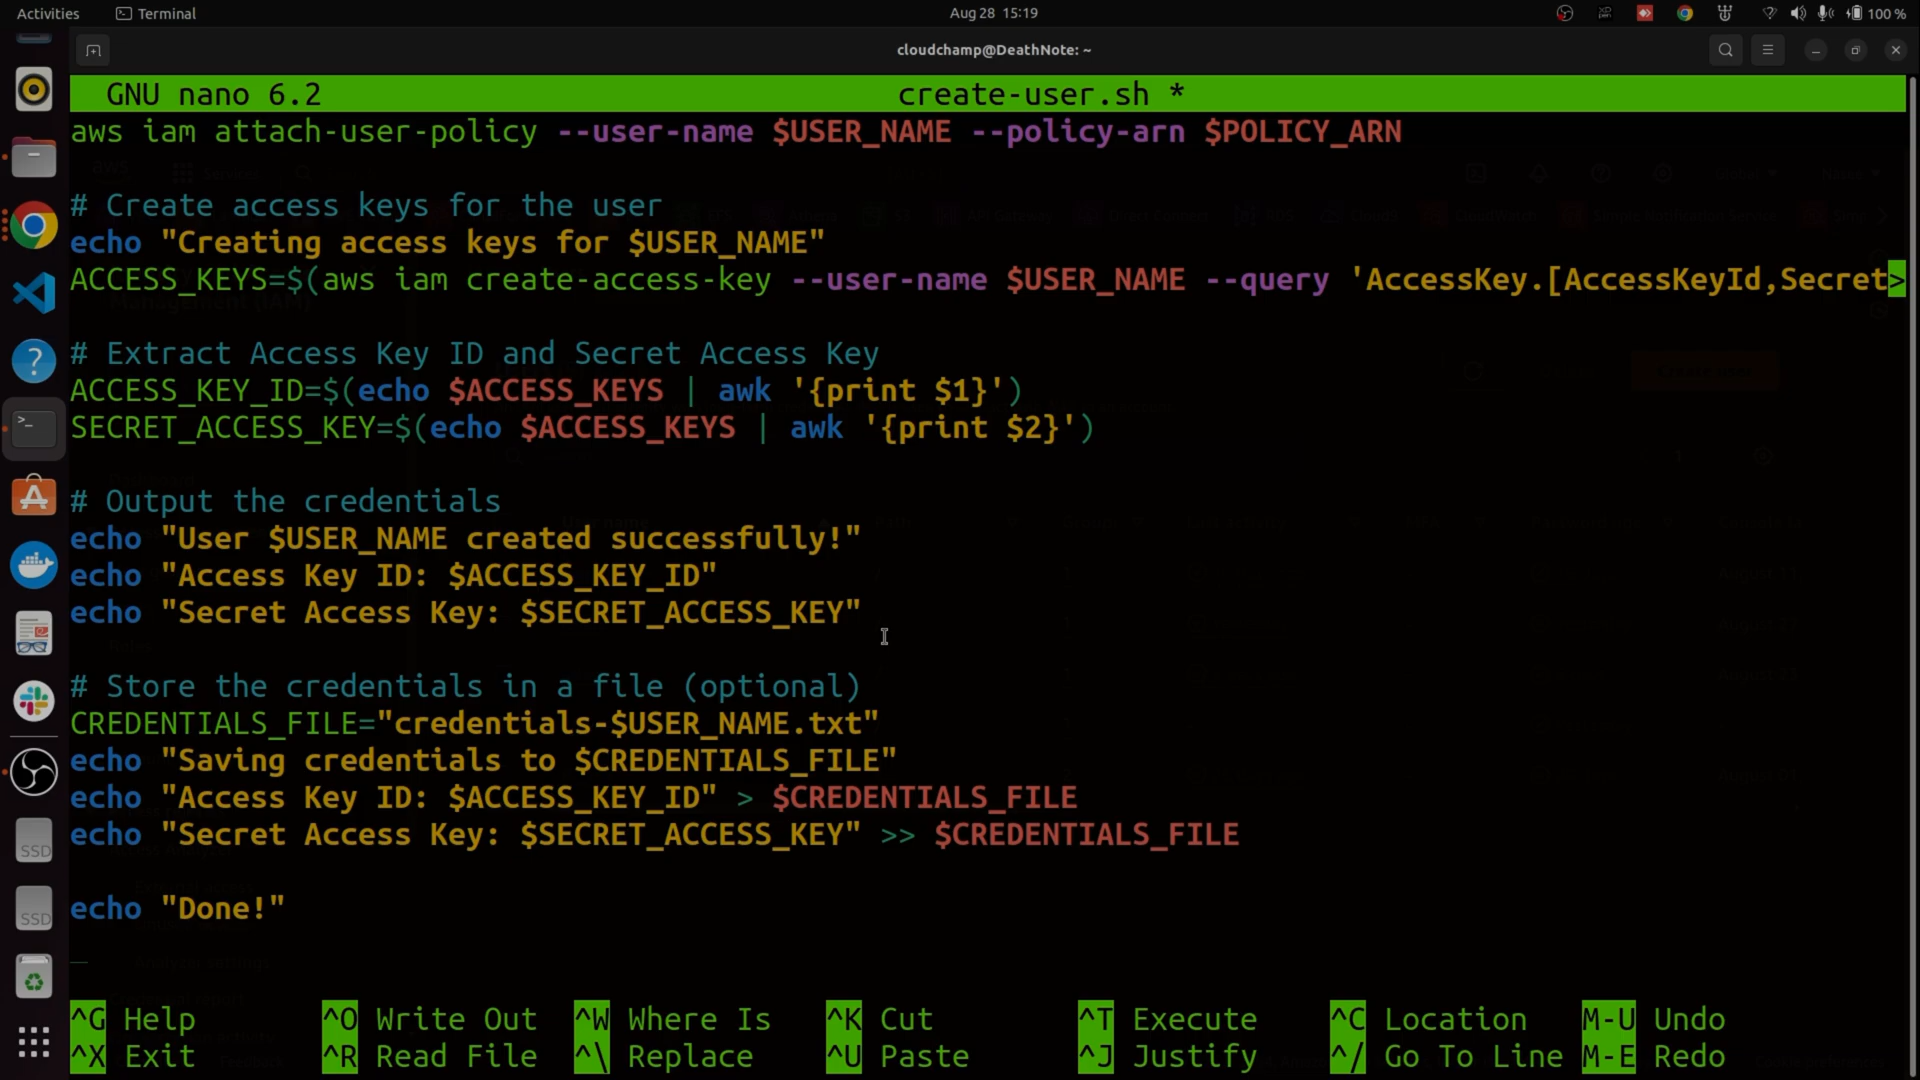 Activities Terminal Aug 28 15:19 100 %
cloudchamp@DeathNote: ~
GNU nano 6.2 create-user.sh *
aws iam attach-user-policy --user-name $USER_NAME --policy-arn $POLICY_ARN
# Create access keys for the user
echo "Creating access keys for $USER_NAME"
ACCESS_KEYS=$(aws iam create-access-key --user-name $USER_NAME --query 'AccessKey.[AccessKeyId,Secret>
# Extract Access Key ID and Secret Access Key
ACCESS_KEY_ID=$(echo $ACCESS_KEYS | awk '{print $1}')
SECRET_ACCESS_KEY=$(echo $ACCESS_KEYS | awk '{print $2}')
# Output the credentials
echo "User $USER_NAME created successfully!"
echo "Access Key ID: $ACCESS_KEY_ID"
echo "Secret Access Key: $SECRET_ACCESS_KEY"
# Store the credentials in a file (optional)
CREDENTIALS_FILE="credentials-$USER_NAME.txt"
echo "Saving credentials to $CREDENTIALS_FILE"
echo "Access Key ID: $ACCESS_KEY_ID" > $CREDENTIALS_FILE
echo "Secret Access Key: $SECRET_ACCESS_KEY" >> $CREDENTIALS_FILE
echo "Done!"
^G Help ^O Write Out ^W Where Is ^K Cut ^T Execute ^C Location M-U Undo
^X Exit ^R Read File ^\ Replace ^U Paste ^J Justify ^/ Go To Line M-E Redo